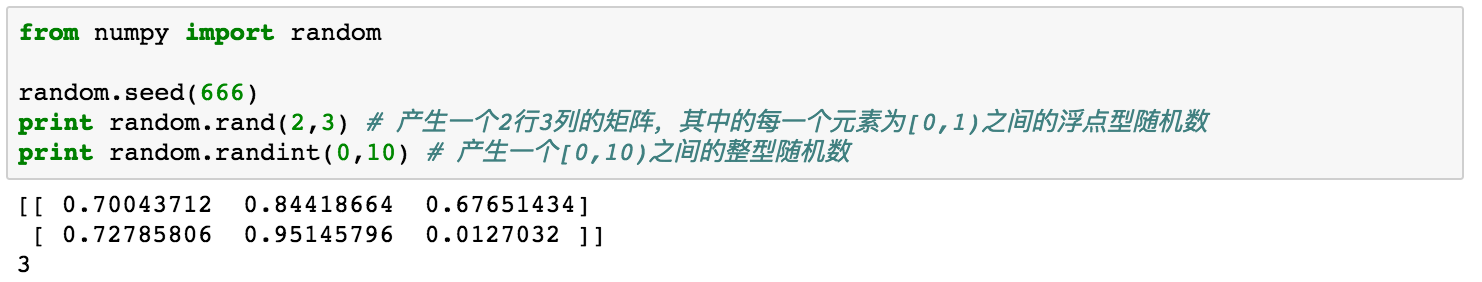 from numpy import random
random.seed(666)
print random.rand(2,3) # 产生一个2行3列的矩阵，其中的每一个元素为[0,1)之间的浮点型随机数
print random.randint(0,10) # 产生一个[0,10)之间的整型随机数
[[ 0.70043712  0.84418664  0.67651434]
 [ 0.72785806  0.95145796  0.0127032 ]]
3